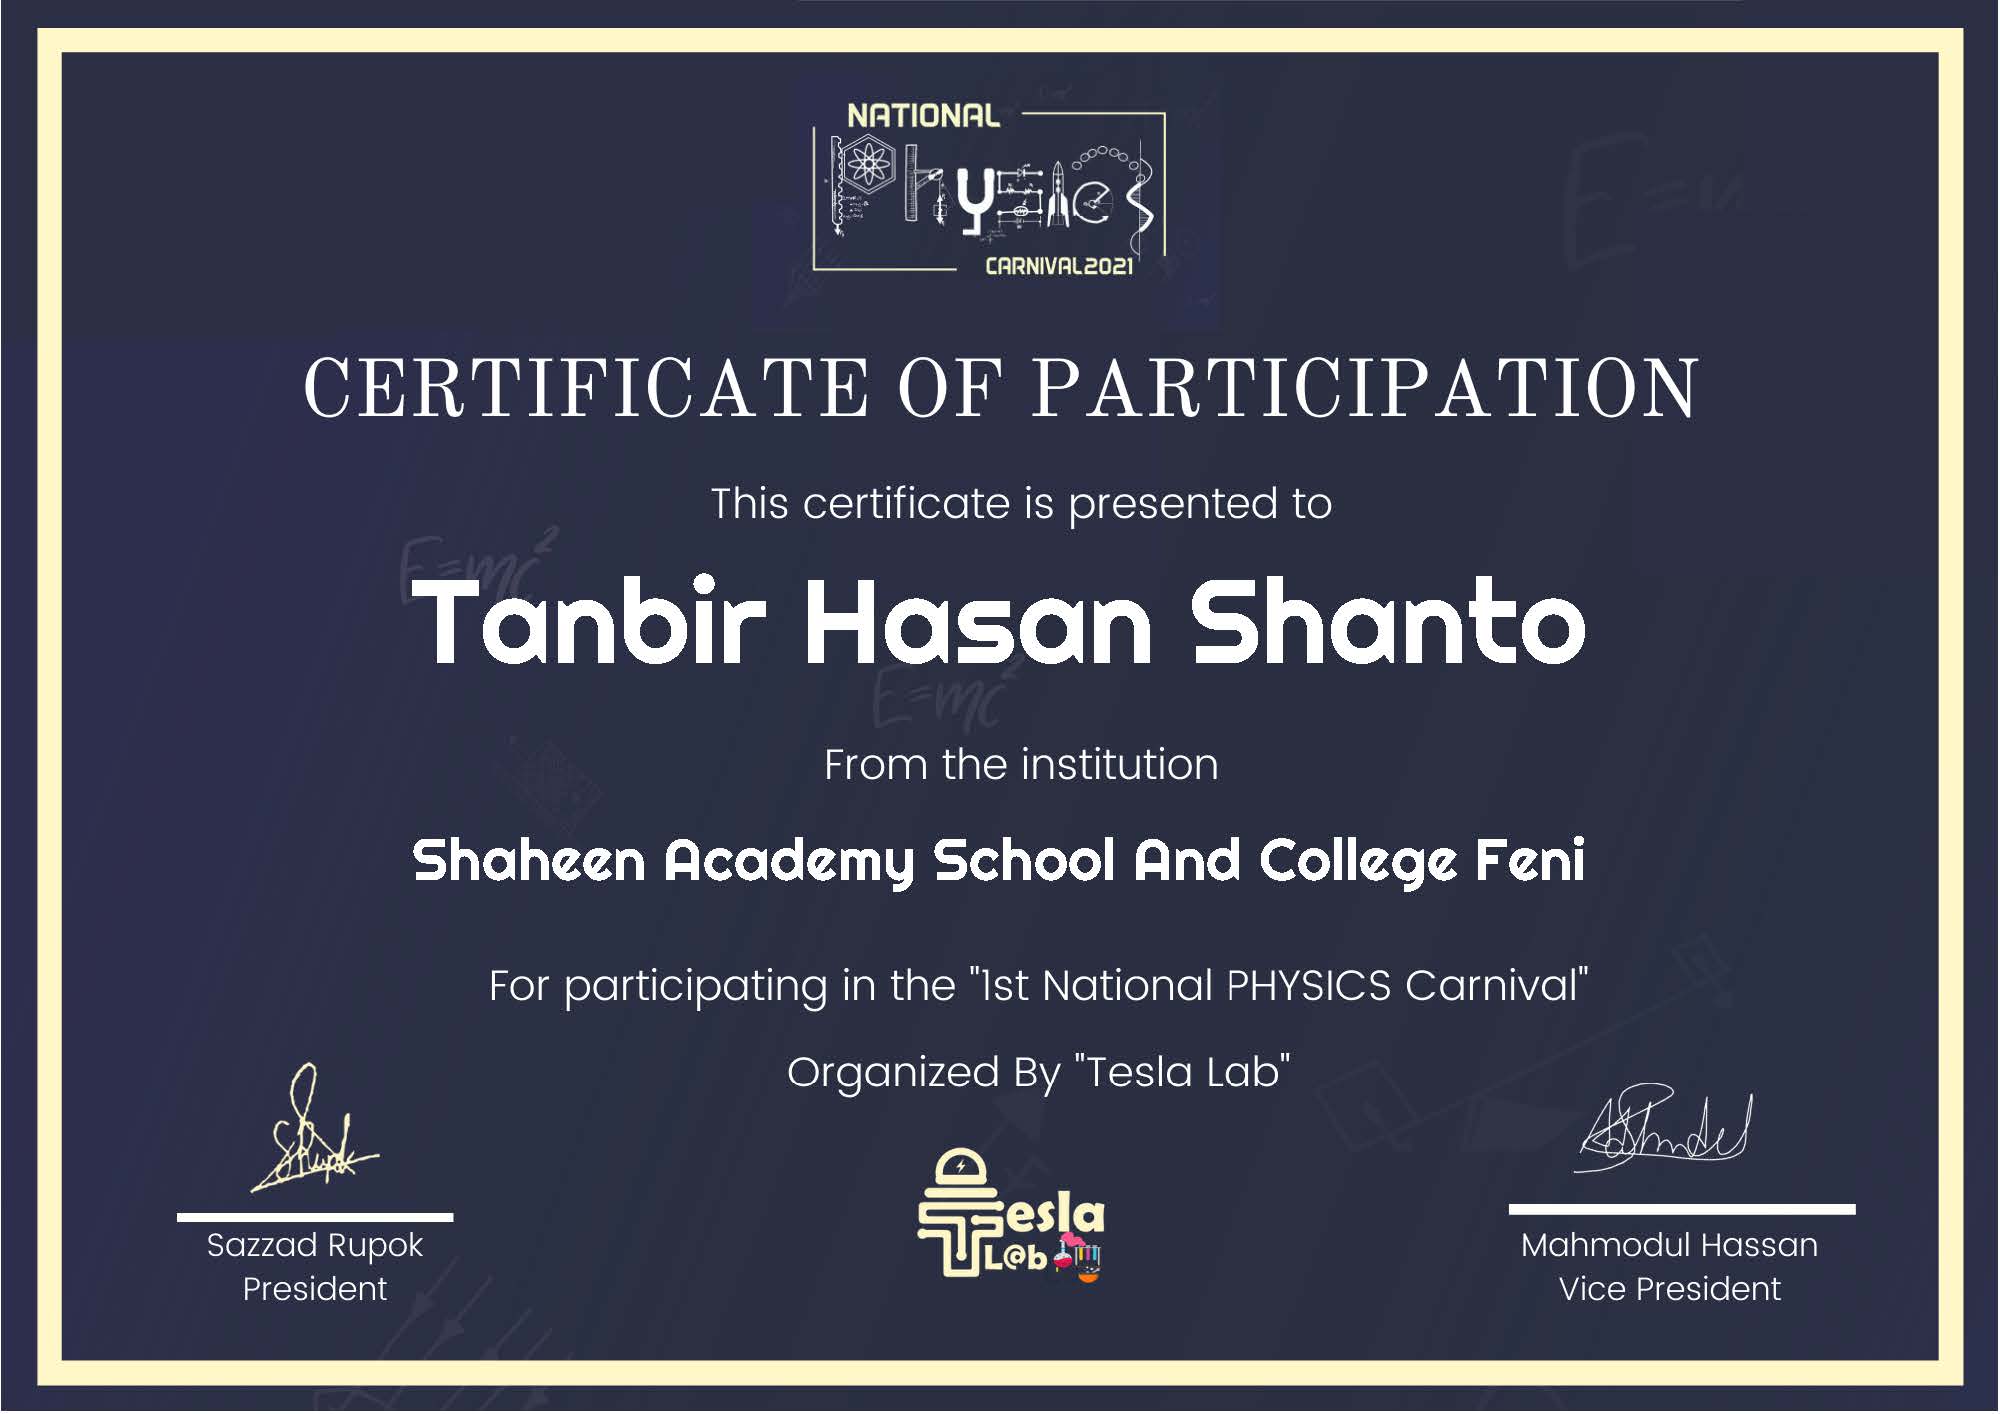 NATIONAL
Physics
CARNIVAL2021
CERTIFICATE OF PARTICIPATION
This certificate is presented to
E=mc²
Tanbir Hasan Shanto
E=mc²
From the institution
Shaheen Academy School And College Feni
For participating in the "1st National PHYSICS Carnival"
Organized By "Tesla Lab"
Tesla
L@b
Sazzad Rupok
President
Mahmodul Hassan
Vice President